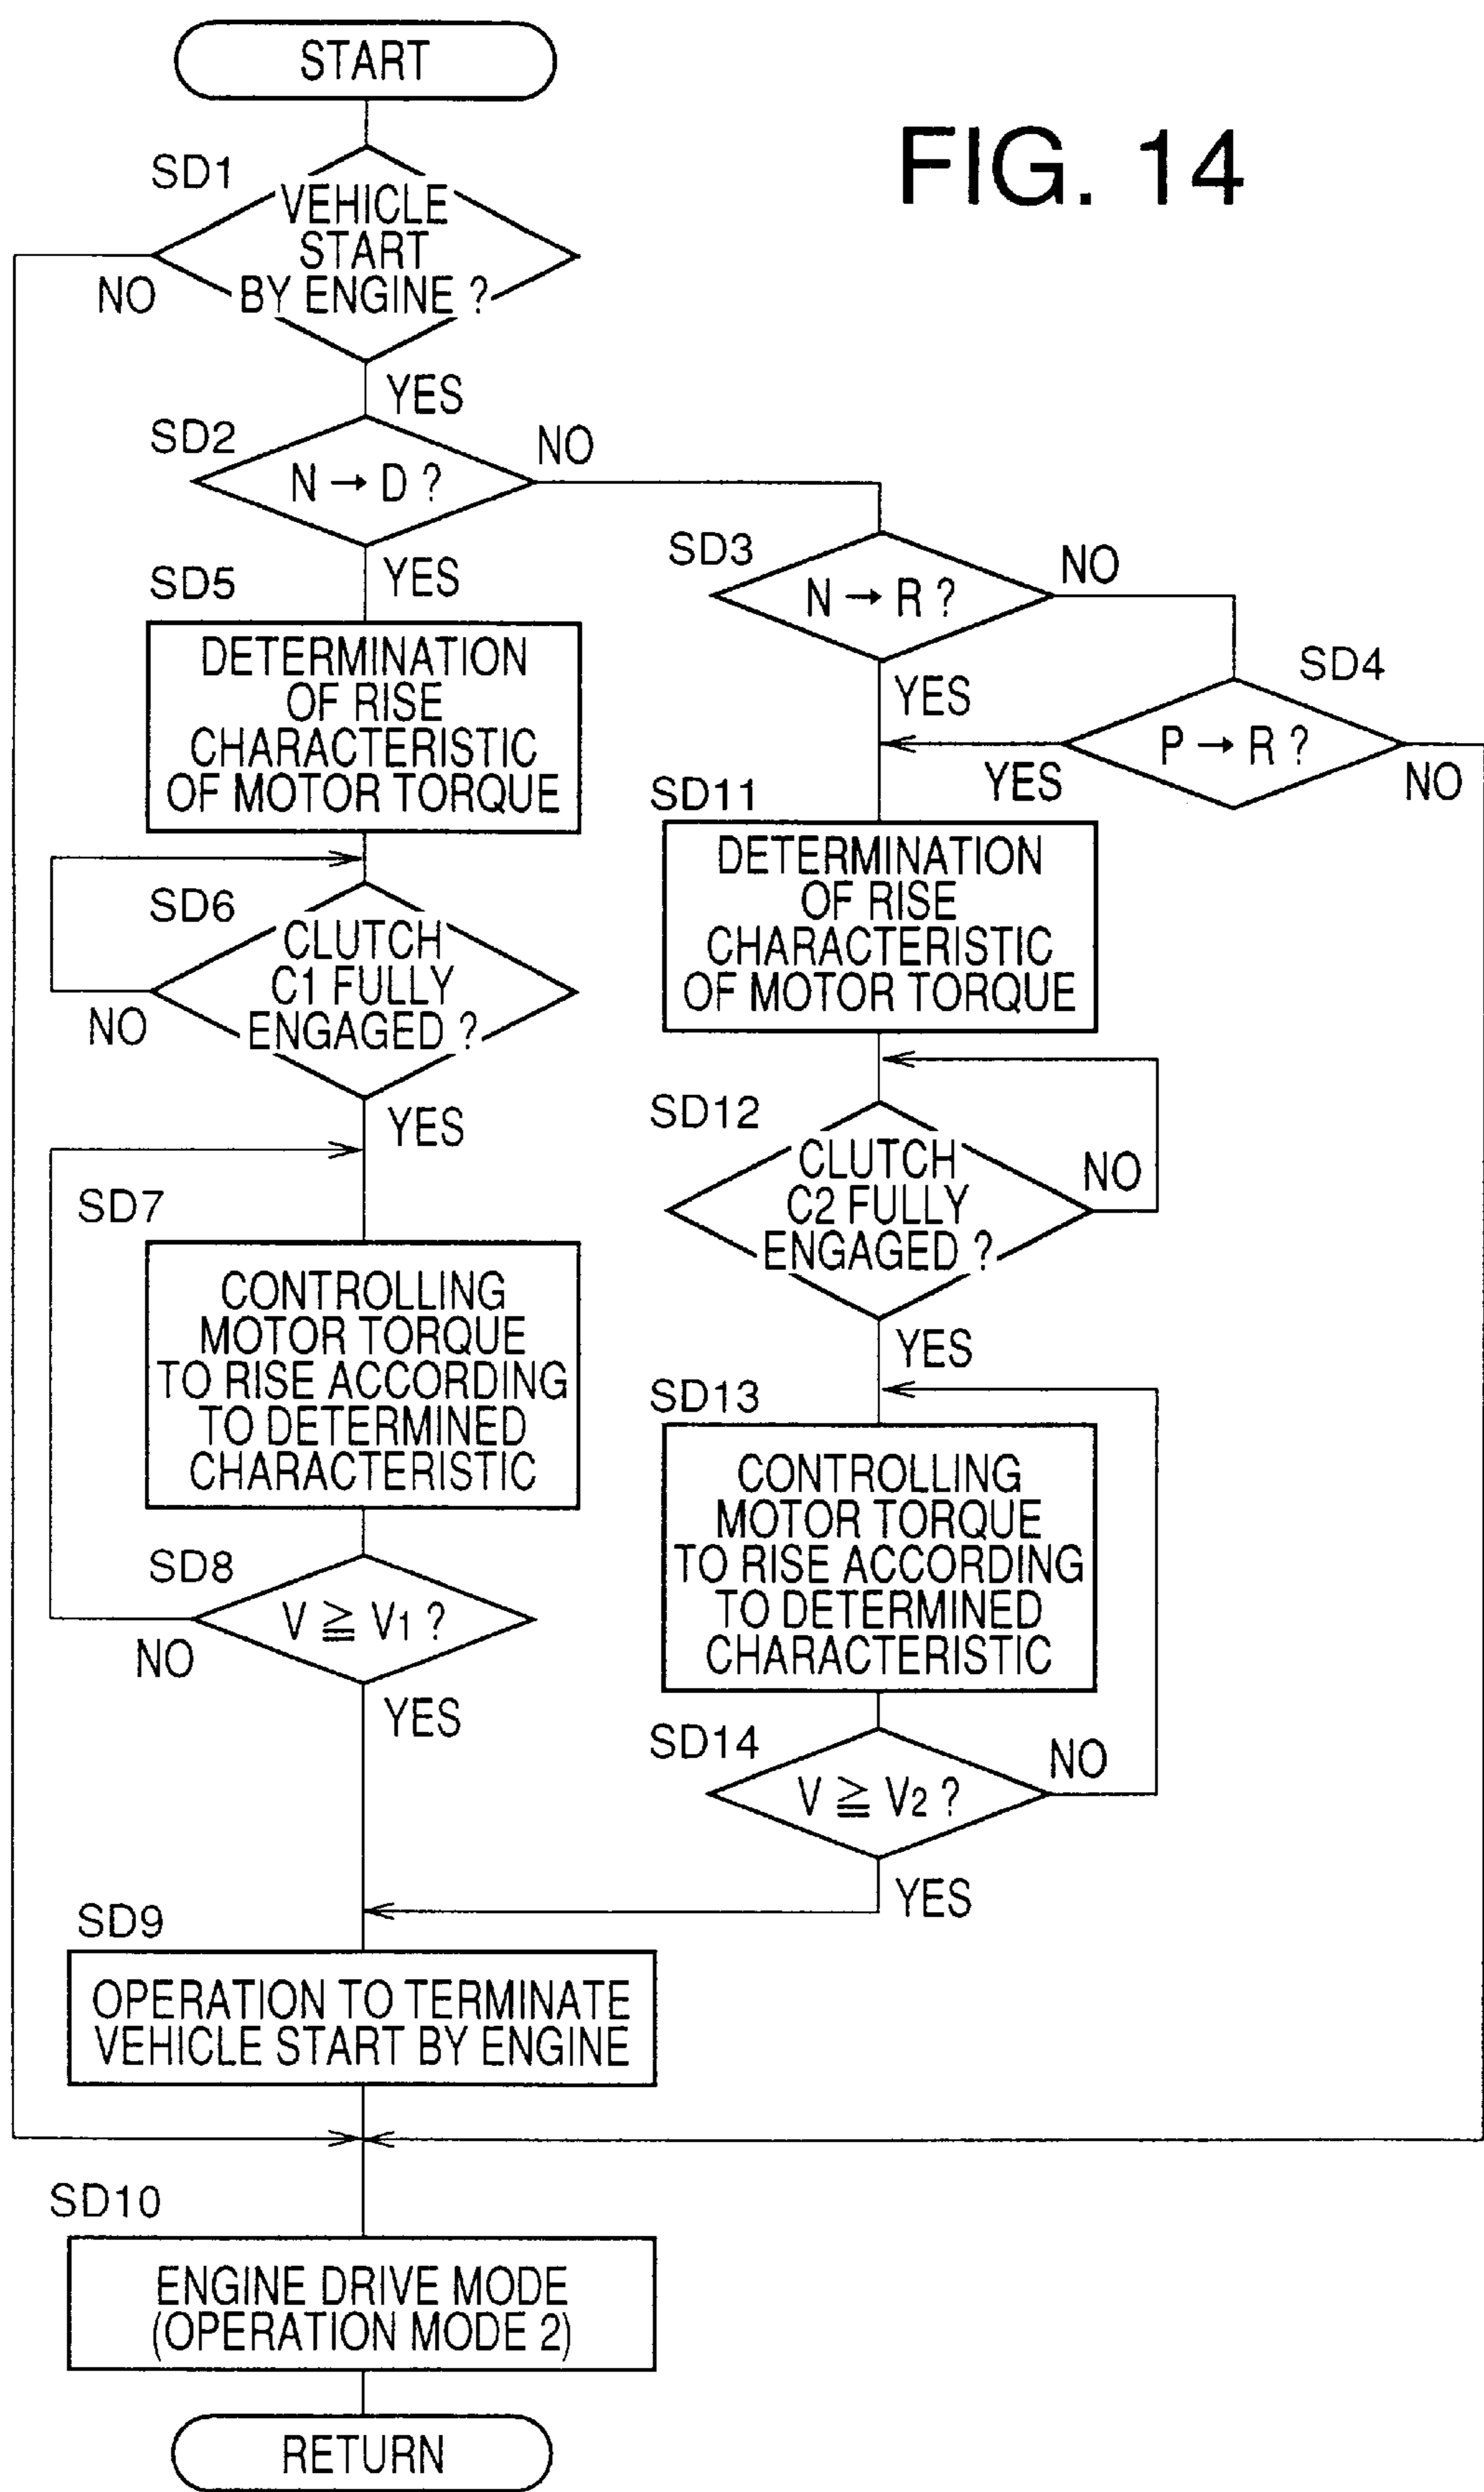 START
FIG. 14
SD1
VEHICLE
START
BY ENGINE ?
NO
YES
SD2
N → D ?
NO
YES
SD3
N → R ?
NO
YES
SD4
P → R ?
YES
NO
SD5
DETERMINATION
OF RISE
CHARACTERISTIC
OF MOTOR TORQUE
SD6
CLUTCH
C1 FULLY
ENGAGED ?
NO
YES
SD7
CONTROLLING
MOTOR TORQUE
TO RISE ACCORDING
TO DETERMINED
CHARACTERISTIC
SD8
V ≧ V1 ?
NO
YES
SD11
DETERMINATION
OF RISE
CHARACTERISTIC
OF MOTOR TORQUE
SD12
CLUTCH
C2 FULLY
ENGAGED ?
NO
YES
SD13
CONTROLLING
MOTOR TORQUE
TO RISE ACCORDING
TO DETERMINED
CHARACTERISTIC
SD14
V ≧ V2 ?
NO
YES
SD9
OPERATION TO TERMINATE
VEHICLE START BY ENGINE
SD10
ENGINE DRIVE MODE
(OPERATION MODE 2)
RETURN